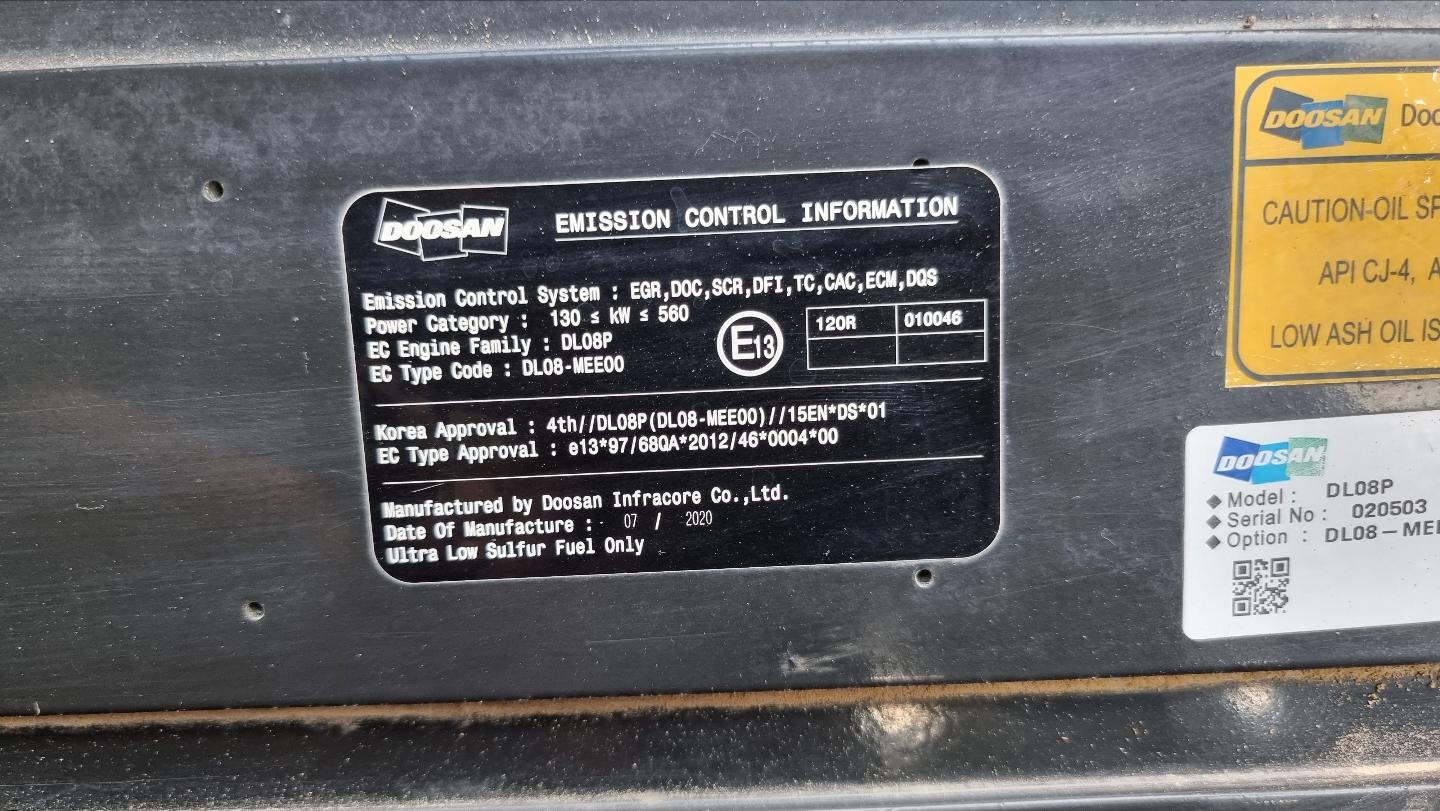 DOOSAN
EMISSION CONTROL INFORMATION
Emission Control System : EGR,DOC,SCR,DFI,TC,CAC,ECM,DQS
Power Category : 130 ≤ kW ≤ 560
EC Engine Family : DL08P
EC Type Code : DL08-MEE00
E13
120R 010046
Korea Approval : 4th//DL08P(DL08-MEE00)//15EN*DS*01
EC Type Approval : e13*97/68QA*2012/46*0004*00
Manufactured by Doosan Infracore Co.,Ltd.
Date Of Manufacture : 07 / 2020
Ultra Low Sulfur Fuel Only
DOOSAN
CAUTION-OIL
API CJ-4,
LOW ASH OIL IS
DOOSAN
◆ Model : DL08P
◆ Serial No : 020503
◆ Option : DL08-